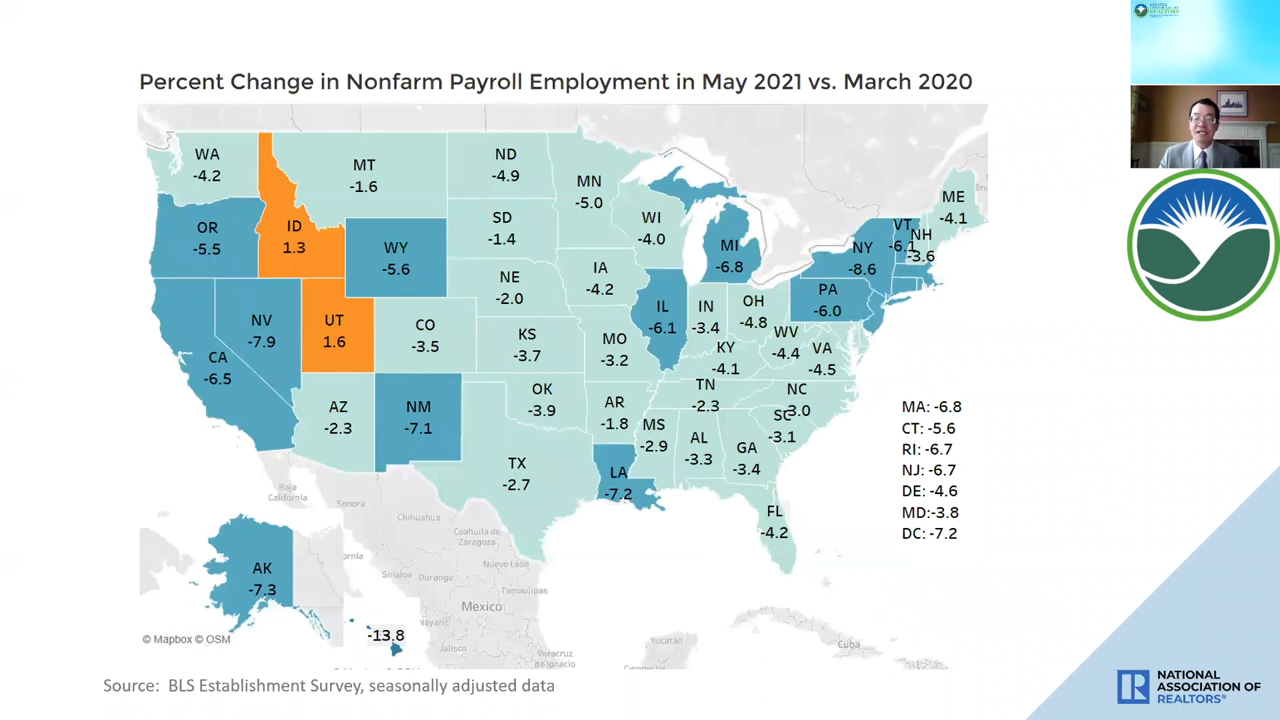 Percent Change in Nonfarm Payroll Employment in May 2021 vs. March 2020
WA
-4.2
MT
-1.6
ND
-4.9
MN
-5.0
OR
-5.5
ID
1.3
WY
-5.6
SD
-1.4
WI
-4.0
MI
-6.8
NY
-8.6
VT
-6.1
NH
-3.6
ME
-4.1
NV
-7.9
UT
1.6
CO
-3.5
NE
-2.0
IA
-4.2
IL
-6.1
IN
-3.4
OH
-4.8
PA
-6.0
CA
-6.5
KS
-3.7
MO
-3.2
KY
-4.1
WV
-4.4
VA
-4.5
AZ
-2.3
NM
-7.1
OK
-3.9
AR
-1.8
TN
-2.3
NC
-3.0
SC
-3.1
TX
-2.7
LA
-7.2
MS
-2.9
AL
-3.3
GA
-3.4
FL
-4.2
MA: -6.8
CT: -5.6
RI: -6.7
NJ: -6.7
DE: -4.6
MD:-3.8
DC: -7.2
AK
-7.3
-13.8
Baja
California
Sonora
Chihuahua
Coahuila de
Zaragoza
Nuevo León
Sinaloa
Durango
Tamaulipas
Mexico
Nayarit
Jalisco
Veracruz
de Ignacio
Yucatán
Cuba
© Mapbox © OSM
Source: BLS Establishment Survey, seasonally adjusted data
NATIONAL
ASSOCIATION OF
REALTORS®